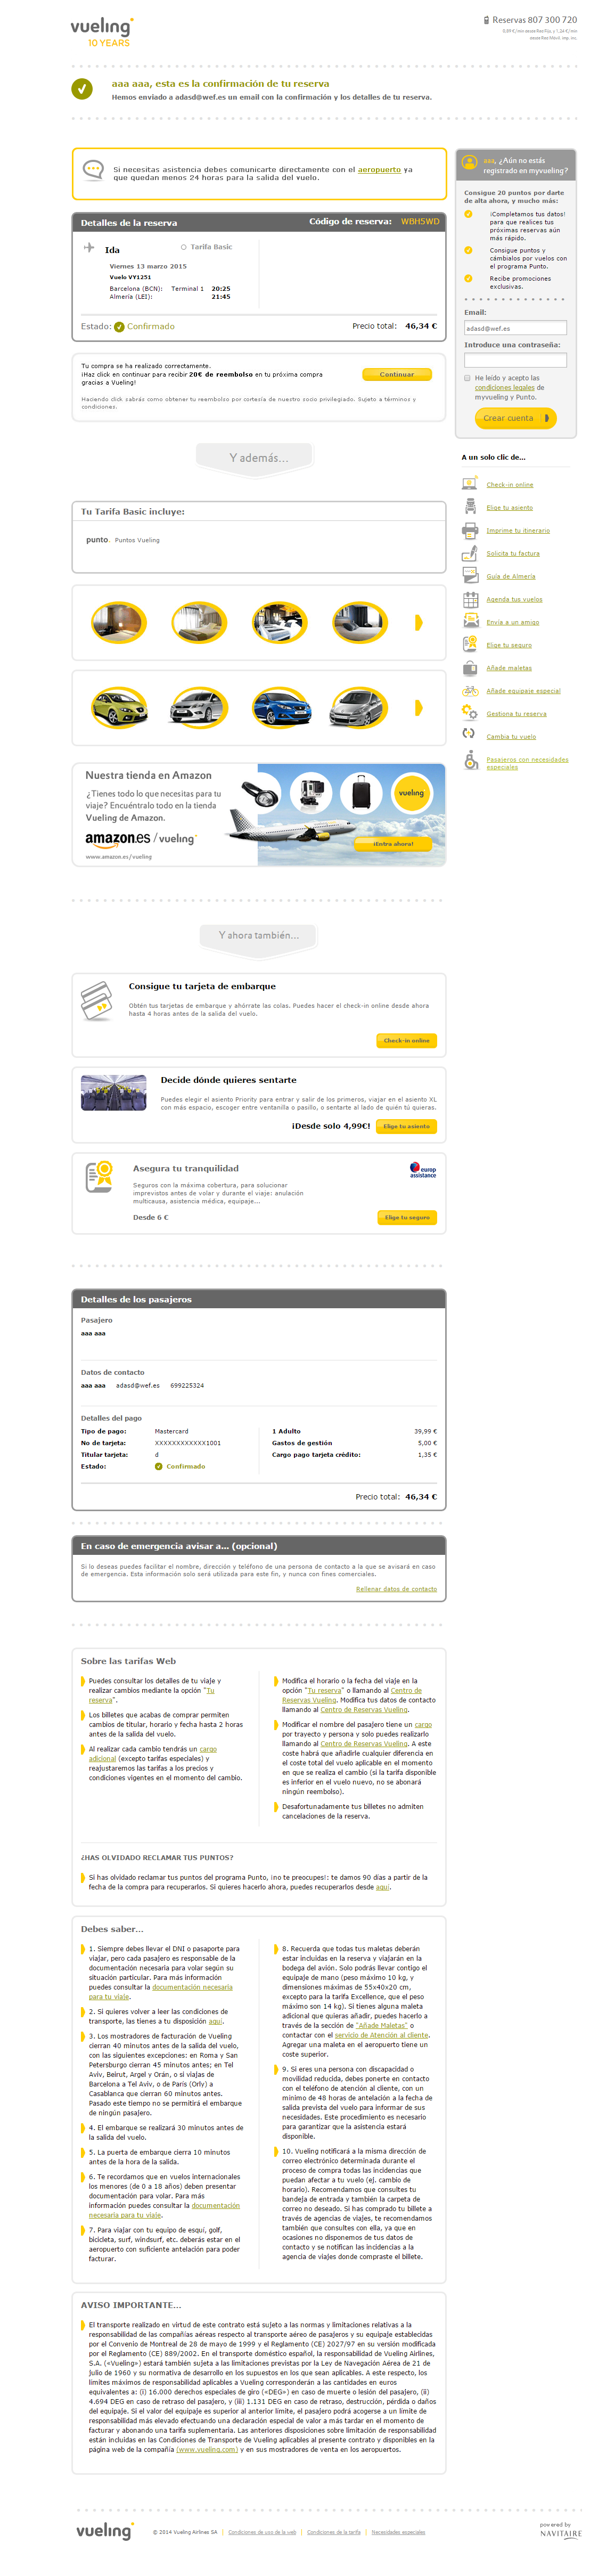 vueling
10 YEARS
Reservas 807 300 720
aaa aaa, esta es la confirmación de tu reserva
Hemos enviado a adasd@wef.es un email con la confirmación y los detalles de tu reserva.
Si necesitas asistencia debes comunicarte directamente con el aeropuerto ya
que quedan menos 24 horas para la salida del vuelo.
Detalles de la reserva
Código de reserva: WBH5WD
Ida
Tarifa Basic
Viernes 13 marzo 2015
Vuelo VY1251
Barcelona (BCN): Terminal 1 20:25
Almería (LEI): 21:45
Estado: Confirmado
Precio total: 46,34 €
Tu compra se ha realizado correctamente.
¡Haz click en continuar para recibir 20€ de reembolso en tu próxima compra
gracias a Vueling!
Continuar
Haciendo click sabrás como obtener tu reembolso por cortesía de nuestro socio privilegiado. Sujeto a términos y
condiciones.
Y además...
Tu Tarifa Basic incluye:
punto Puntos Vueling
Nuestra tienda en Amazon
¿Tienes todo lo que necesitas para tu
viaje? Encuéntralo todo en la tienda
Vueling de Amazon.
amazon.es / vueling
www.amazon.es/vueling
vueling
¡Entra ahora!
Y ahora también...
Consigue tu tarjeta de embarque
Obtén tus tarjetas de embarque y ahórrate las colas. Puedes hacer el check-in online desde ahora
hasta 4 horas antes de la salida del vuelo.
Check-in online
Decide dónde quieres sentarte
Puedes elegir el asiento Priority para entrar y salir de los primeros, viajar en el asiento XL
con más espacio, escoger entre ventanilla o pasillo, o sentarte al lado de quién tú quieras.
¡Desde solo 4,99€!
Elige tu asiento
Asegura tu tranquilidad
europ
assistance
Seguros con la máxima cobertura, para solucionar
imprevistos antes de volar y durante el viaje: anulación
multicausa, asistencia médica, equipaje...
Desde 6 €
Elige tu seguro
Detalles de los pasajeros
Pasajero
aaa aaa
Datos de contacto
aaa aaa adasd@wef.es 699225324
Detalles del pago
Tipo de pago: Mastercard
No de tarjeta: XXXXXXXXXXXX1001
Titular tarjeta: d
Estado: Confirmado
1 Adulto 39,99 €
Gastos de gestión 5,00 €
Cargo pago tarjeta crédito: 1,35 €
Precio total: 46,34 €
En caso de emergencia avisar a... (opcional)
Si lo deseas puedes facilitar el nombre, dirección y teléfono de una persona de contacto a la que se avisará en caso
de emergencia. Esta información solo será utilizada para este fin, y nunca con fines comerciales.
Rellenar datos de contacto
Sobre las tarifas Web
Puedes consultar los detalles de tu viaje y
realizar cambios mediante la opción "Tu
reserva".
Los billetes que acabas de comprar permiten
cambios de titular, horario y fecha hasta 2 horas
antes de la salida del vuelo.
Al realizar cada cambio tendrás un cargo
adicional (excepto tarifas especiales) y
reajustaremos las tarifas a los precios y
condiciones vigentes en el momento del cambio.
Modifica el horario o la fecha del viaje en la
opción "Tu reserva" o llamando al Centro de
Reservas Vueling. Modifica tus datos de contacto
llamando al Centro de Reservas Vueling.
Modificar el nombre del pasajero tiene un cargo
por trayecto y persona y solo puedes realizarlo
llamando al Centro de Reservas Vueling. A este
coste habrá que añadirle cualquier diferencia en
el coste total del vuelo aplicable en el momento
en que se realiza el cambio (si la tarifa disponible
es inferior en el vuelo nuevo, no se abonará
ningún reembolso).
Desafortunadamente tus billetes no admiten
cancelaciones de la reserva.
¿HAS OLVIDADO RECLAMAR TUS PUNTOS?
Si has olvidado reclamar tus puntos del programa Punto, ¡no te preocupes!: te damos 90 días a partir de la
fecha de la compra para recuperarlos. Si quieres hacerlo ahora, puedes recuperarlos desde aquí.
Debes saber...
1. Siempre debes llevar el DNI o pasaporte para
viajar, pero cada pasajero es responsable de la
documentación necesaria para volar según su
situación particular. Para más información
puedes consultar la documentación necesaria
para tu viaje.
2. Si quieres volver a leer las condiciones de
transporte, las tienes a tu disposición aquí.
3. Los mostradores de facturación de Vueling
cierran 40 minutos antes de la salida del vuelo,
con las siguientes excepciones: en Roma y San
Petersburgo cierran 45 minutos antes; en Tel
Aviv, Beirut, Argel y Orán, o si viajas de
Barcelona a Tel Aviv, o de París (Orly) a
Casablanca que cierran 60 minutos antes.
Pasado este tiempo no se permitirá el embarque
de ningún pasajero.
4. El embarque se realizará 30 minutos antes de
la salida del vuelo.
5. La puerta de embarque cierra 10 minutos
antes de la hora de la salida.
6. Te recordamos que en vuelos internacionales
los menores (de 0 a 18 años) deben presentar
documentación para volar. Para más
información puedes consultar la documentación
necesaria para tu viaje.
7. Para viajar con tu equipo de esquí, golf,
bicicleta, surf, windsurf, etc. deberás estar en el
aeropuerto con suficiente antelación para poder
facturar.
8. Recuerda que todas tus maletas deberán
estar incluidas en la reserva y viajarán en la
bodega del avión. Solo podrás llevar contigo el
equipaje de mano (peso máximo 10 kg, y
dimensiones máximas de 55x40x20 cm,
excepto para la tarifa Excellence, que el peso
máximo son 14 kg). Si tienes alguna maleta
adicional que quieras añadir, puedes hacerlo a
través de la sección de "Añade Maletas" o
contactar con el servicio de Atención al cliente.
Agregar una maleta en el aeropuerto tiene un
coste superior.
9. Si eres una persona con discapacidad o
movilidad reducida, debes ponerte en contacto
con el teléfono de atención al cliente, con un
mínimo de 48 horas de antelación a la fecha de
salida prevista del vuelo para informar de sus
necesidades. Este procedimiento es necesario
para garantizar que la asistencia estará
disponible.
10. Vueling notificará a la misma dirección de
correo electrónico determinada durante el
proceso de compra todas las incidencias que
puedan afectar a tu vuelo (ej. cambio de
horario). Recomendamos que consultes tu
bandeja de entrada y también la carpeta de
correo no deseado. Si has comprado tu billete a
través de agencias de viajes, te recomendamos
también que consultes con ella, ya que en
ocasiones no disponemos de tus datos de
contacto y se notifican las incidencias a la
agencia de viajes donde compraste el billete.
AVISO IMPORTANTE...
El transporte realizado en virtud de este contrato está sujeto a las normas y limitaciones relativas a la
responsabilidad de las compañías aéreas respecto al transporte aéreo de pasajeros y su equipaje establecidas
por el Convenio de Montreal de 28 de mayo de 1999 y el Reglamento (CE) 2027/97 en su versión modificada
por el Reglamento (CE) 889/2002. En el transporte doméstico español, la responsabilidad de Vueling Airlines,
S.A. («Vueling») estará también sujeta a las limitaciones previstas por la Ley de Navegación Aérea de 21 de
julio de 1960 y su normativa de desarrollo en los supuestos en los que sean aplicables. A este respecto, los
límites máximos de responsabilidad aplicables a Vueling corresponderán a las cantidades en euros
equivalentes a: (i) 16.000 derechos especiales de giro («DEG») en caso de muerte o lesión del pasajero, (ii)
4.694 DEG en caso de retraso del pasajero, y (iii) 1.131 DEG en caso de retraso, destrucción, pérdida o daños
del equipaje. Si el valor del equipaje es superior al anterior límite, el pasajero podrá acogerse a un límite de
responsabilidad más elevado efectuando una declaración especial de valor a más tardar en el momento de
facturar y abonando una tarifa suplementaria. Las anteriores disposiciones sobre limitación de responsabilidad
están incluidas en las Condiciones de Transporte de Vueling aplicables al presente contrato y disponibles en la
página web de la compañía (www.vueling.com) y en sus mostradores de venta en los aeropuertos.
aaa, ¿Aún no estás
registrado en myvueling?
Consigue 20 puntos por darte
de alta ahora, y mucho más:
¡Completamos tus datos!
para que realices tus
próximas reservas aún
más rápido.
Consigue puntos y
cámbialos por vuelos con
el programa Punto.
Recibe promociones
exclusivas.
Email:
adasd@wef.es
Introduce una contraseña:
He leído y acepto las
condiciones legales de
myvueling y Punto.
Crear cuenta
A un solo clic de...
Check-in online
Elige tu asiento
Imprime tu itinerario
Solicita tu factura
Guía de Almería
Agenda tus vuelos
Envía a un amigo
Elige tu seguro
Añade maletas
Añade equipaje especial
Gestiona tu reserva
Cambia tu vuelo
Pasajeros con necesidades
especiales
vueling
© 2014 Vueling Airlines SA | Condiciones de uso de la web | Condiciones de la tarifa | Necesidades especiales
powered by
NAVITAIRE